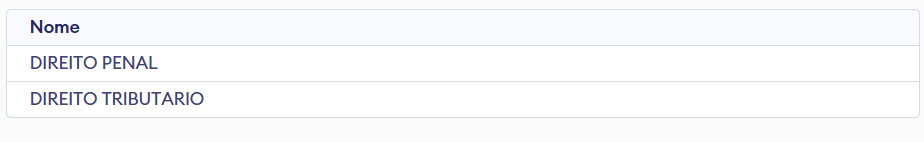 Nome
DIREITO PENAL
DIREITO TRIBUTARIO